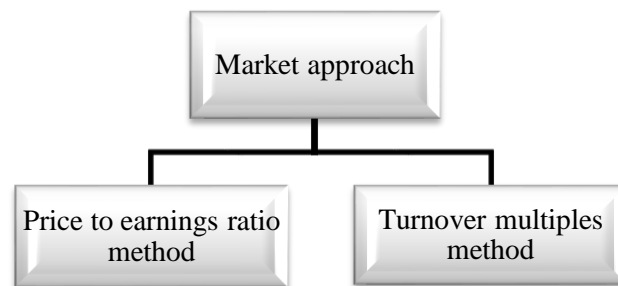 Market approach
Price to earnings ratio
method
Turnover multiples
method